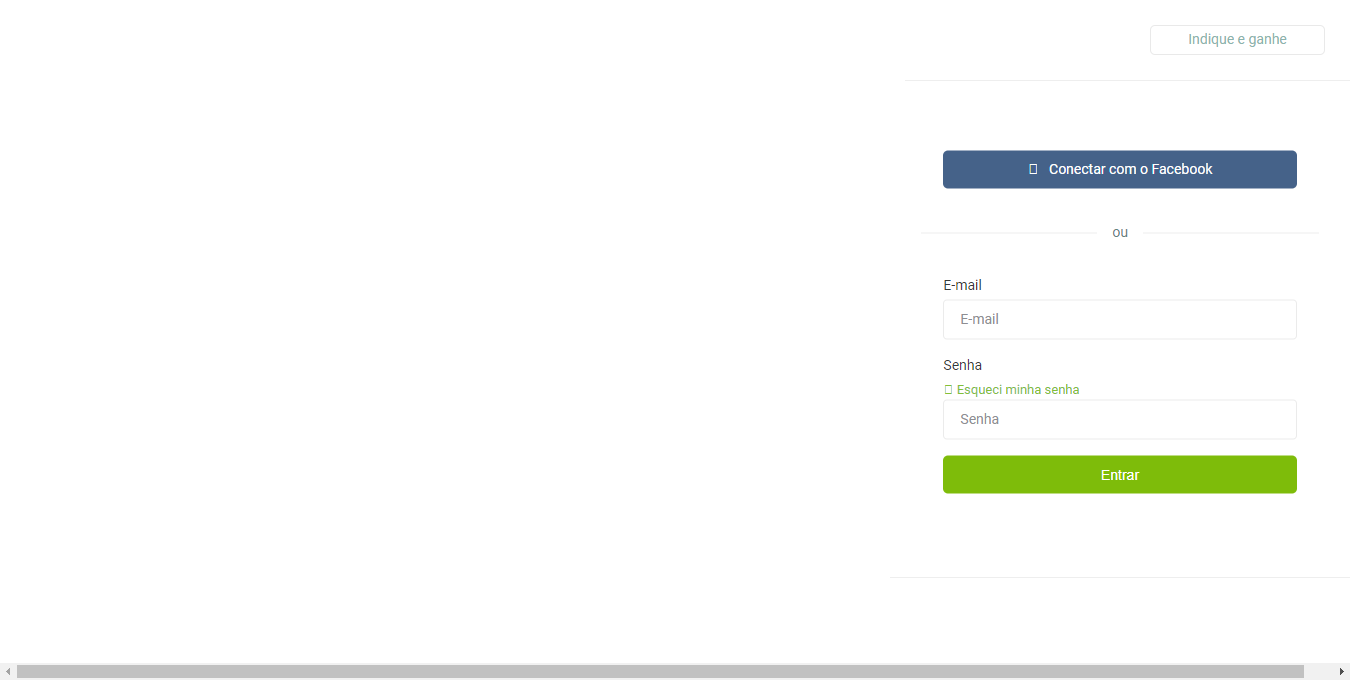 Indique e ganhe
Conectar com o Facebook
ou
E-mail
E-mail
Senha
Esqueci minha senha
Senha
Entrar